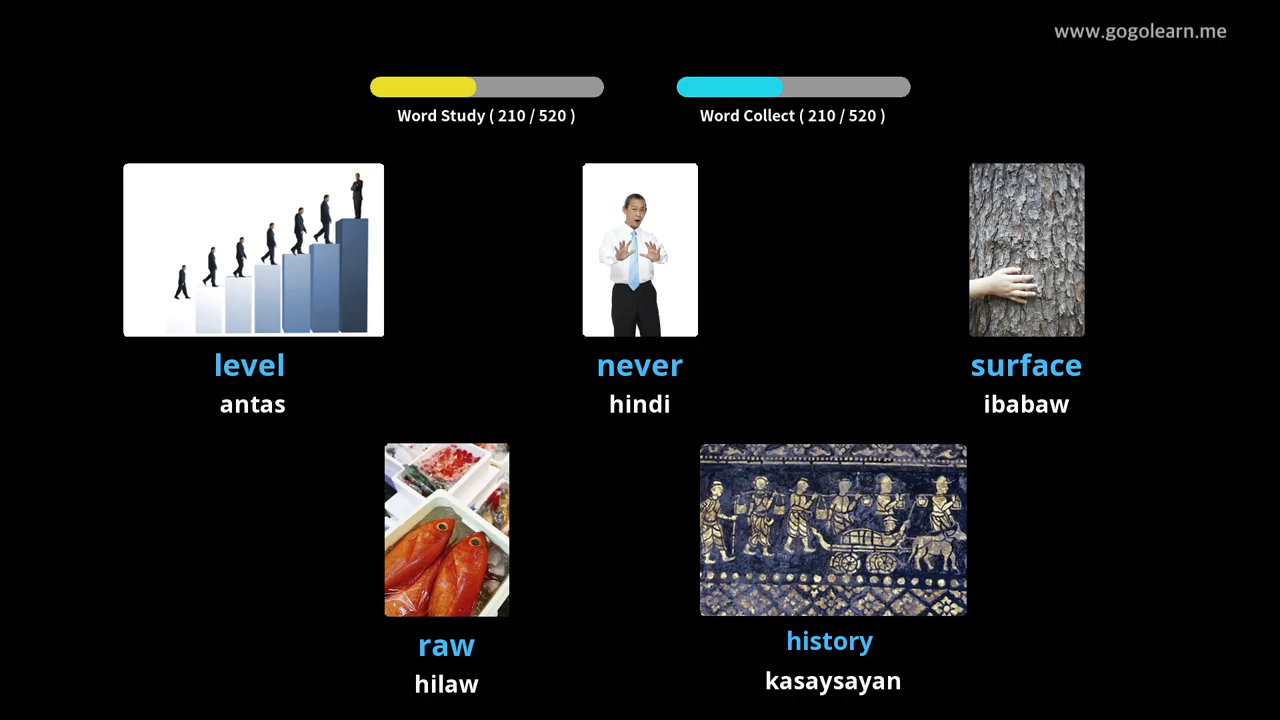 www.gogolearn.me
Word Study ( 210 / 520 )
Word Collect ( 210 / 520 )
level
antas
never
hindi
surface
ibabaw
raw
hilaw
history
kasaysayan